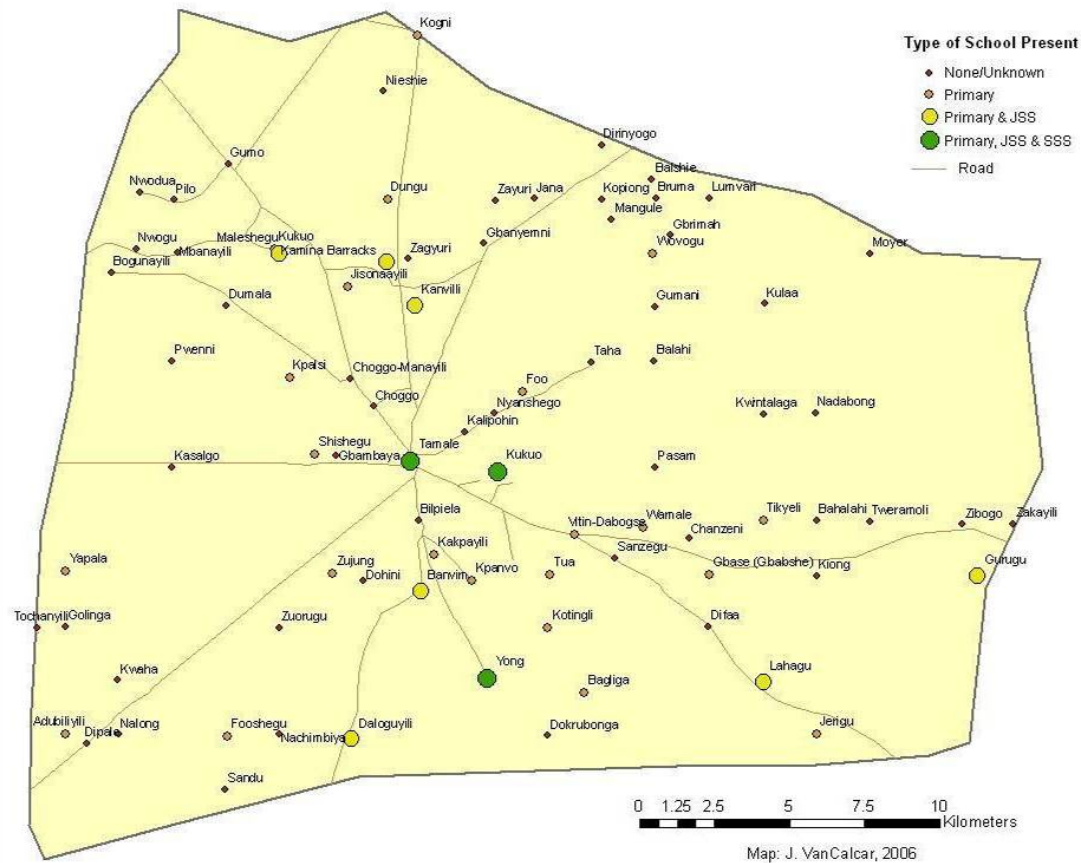 Kogni
Type of School Present
None/Unknown
Primary
Primary & JSS
Primary, JSS & SSS
Road
Nieshie
Dirinyogo
Gumo
Balshie
Nwodua
Pilo
Dungu
Zayuri
Jana
Kopiong
Bruma
Lumvari
Mangule
Gbrimah
Nwogu
Maleshegu
Kukuo
Gbanyemni
Mbanayili
Kamina Barracks
Zagyuri
Wovogu
Moyer
Bogunayili
Jisonaayili
Dumala
Kanvilli
Gumani
Kulaa
Pwenni
Kpalsi
Choggo-Manayili
Taha
Balahi
Foo
Choggo
Nyanshego
Kwintalaga
Nadabong
Kalipohin
Shishegu
Tamale
Kasalgo
Gbambaya
Kukuo
Pasam
Bilpiela
Vitin-Dabogse
Wamale
Tikyeli
Bahalahi
Tweramoli
Zibogo
Zakayili
Chanzeni
Kakpayili
Sanzegu
Yapala
Zujung
Dohini
Banvim
Kpanvo
Tua
Gbase (Gbabshe)
Kiong
Gurugu
Tochanyili
Golinga
Zuorugu
Kotingli
Difaa
Kwaha
Yong
Lahagu
Bagliga
Adubiliyili
Dipale
Nalong
Fooshegu
Nachimbiya
Daloguyili
Dokrubonga
Jerigu
Sandu
0 1.25 2.5 5 7.5 10
Kilometers
Map: J. VanCalcar, 2006